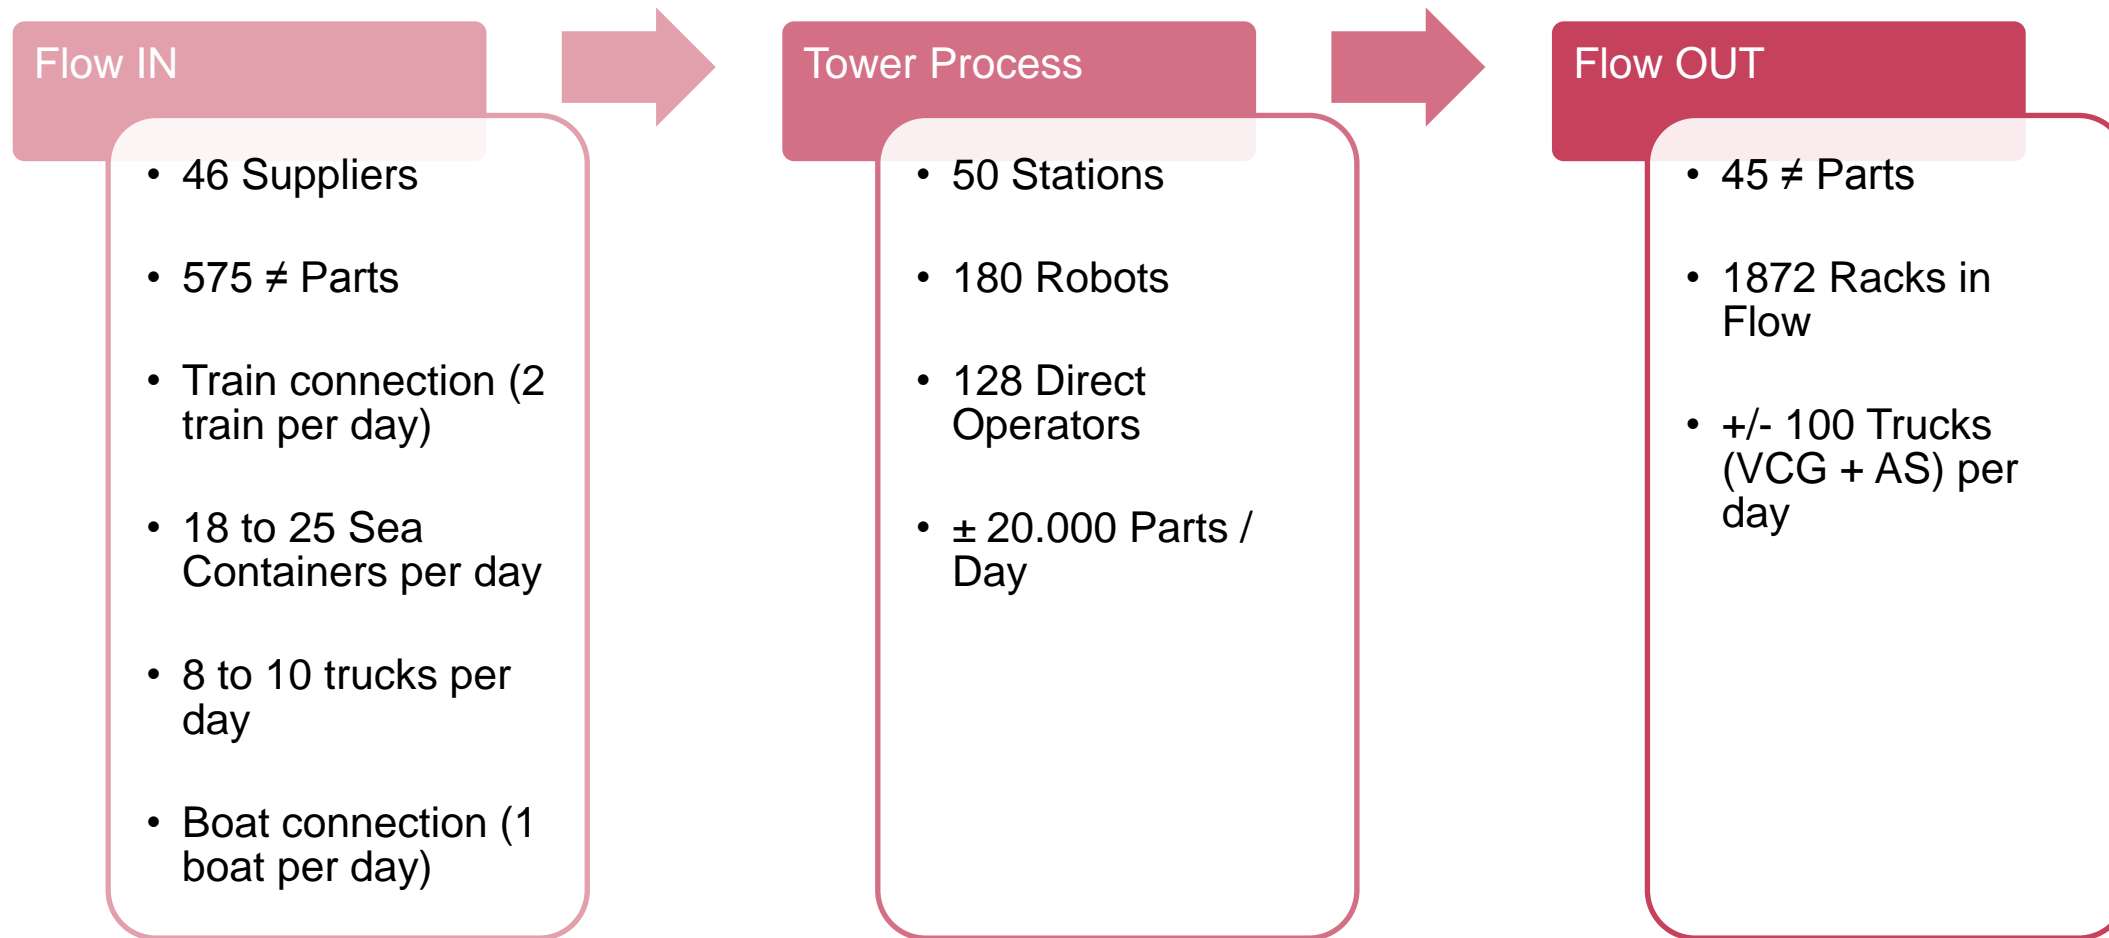 Flow IN
• 46 Suppliers
• 575 ≠ Parts
• Train connection (2
train per day)
• 18 to 25 Sea
Containers per day
• 8 to 10 trucks per
day
• Boat connection (1
boat per day)
Tower Process
• 50 Stations
• 180 Robots
• 128 Direct
Operators
• ± 20.000 Parts /
Day
Flow OUT
• 45 ≠ Parts
• 1872 Racks in
Flow
• +/- 100 Trucks
(VCG + AS) per
day